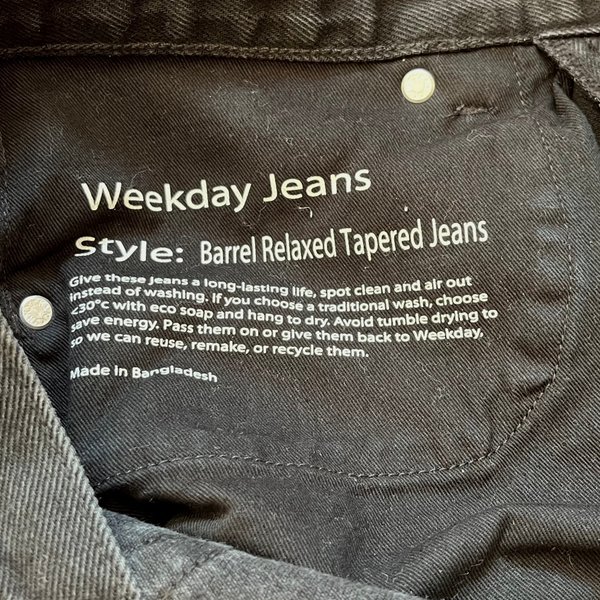 Weekday Jeans
Style: Barrel Relaxed Tapered Jeans
Give these jeans a long-lasting life, spot clean and air out
instead of washing. If you choose a traditional wash, choose
<30°c with eco soap and hang to dry. Avoid tumble drying to
save energy. Pass them on or give them back to Weekday,
so we can reuse, remake, or recycle them.
Made in Bangladesh